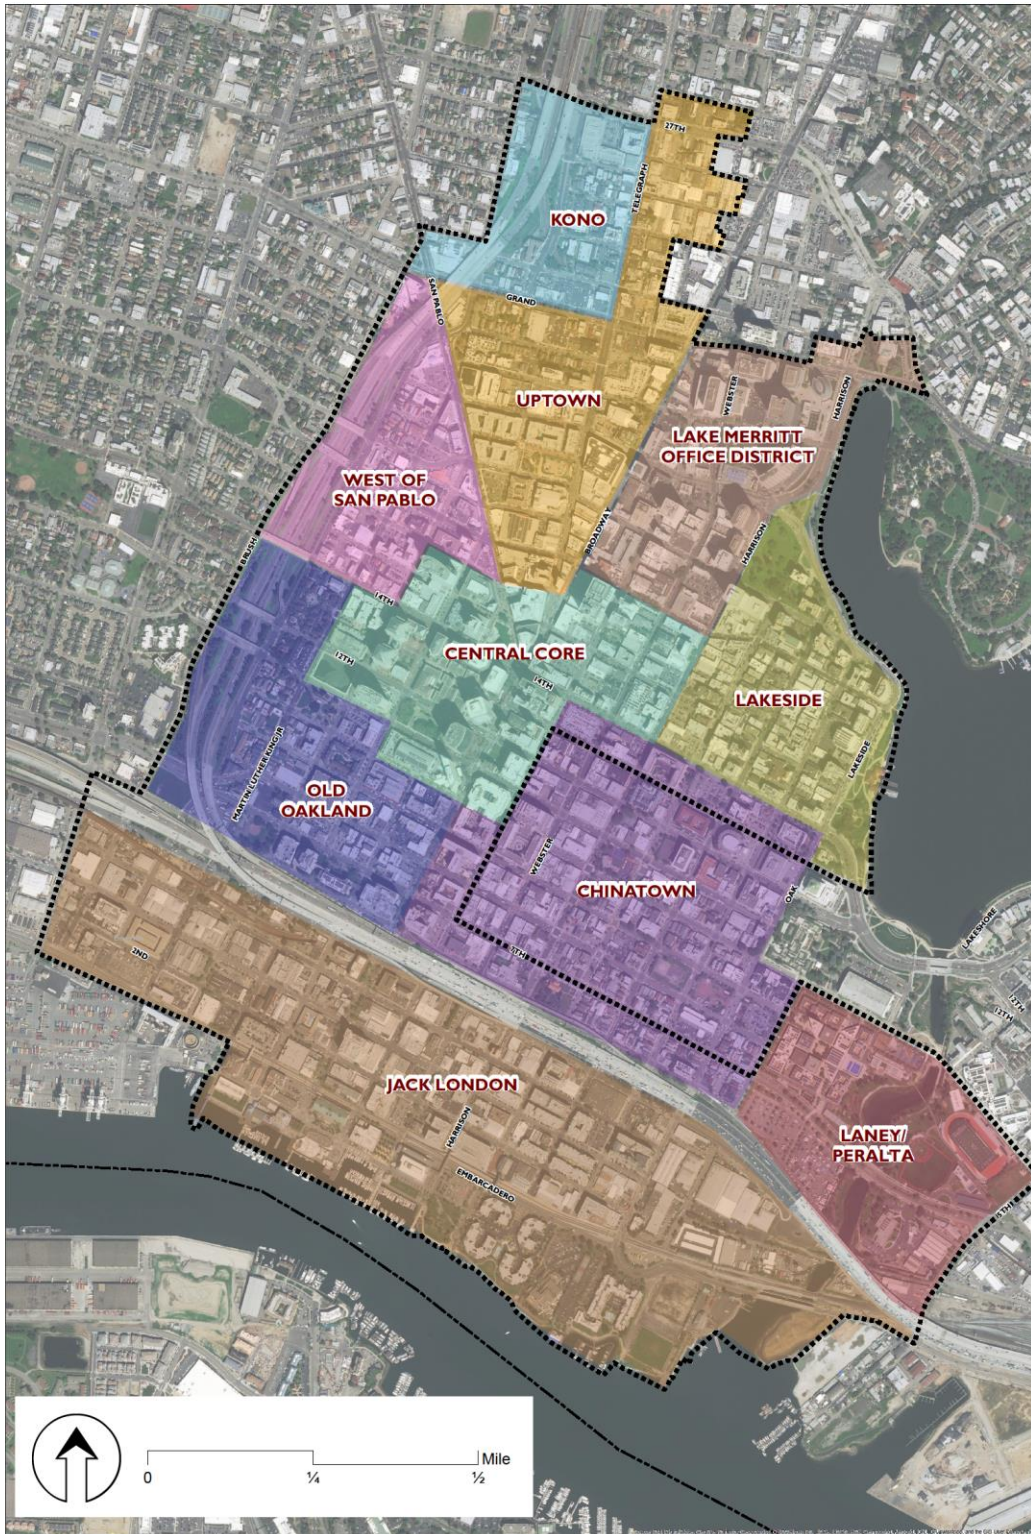 27TH
TELEGRAPH
KONO
SAN PABLO
GRAND
UPTOWN
WEBSTER
HARRISON
LAKE MERRITT
OFFICE DISTRICT
WEST OF
SAN PABLO
BROADWAY
HARRISON
BRUSH
14TH
CENTRAL CORE
12TH
14TH
LAKESIDE
LAKESIDE
MARTIN LUTHER KING JR
OLD
OAKLAND
WEBSTER
CHINATOWN
OAK
LAKESHORE
7TH
2ND
12TH
12TH
JACK LONDON
HARRISON
EMBARCADERO
LANEY/
PERALTA
Mile
0 ¼ ½